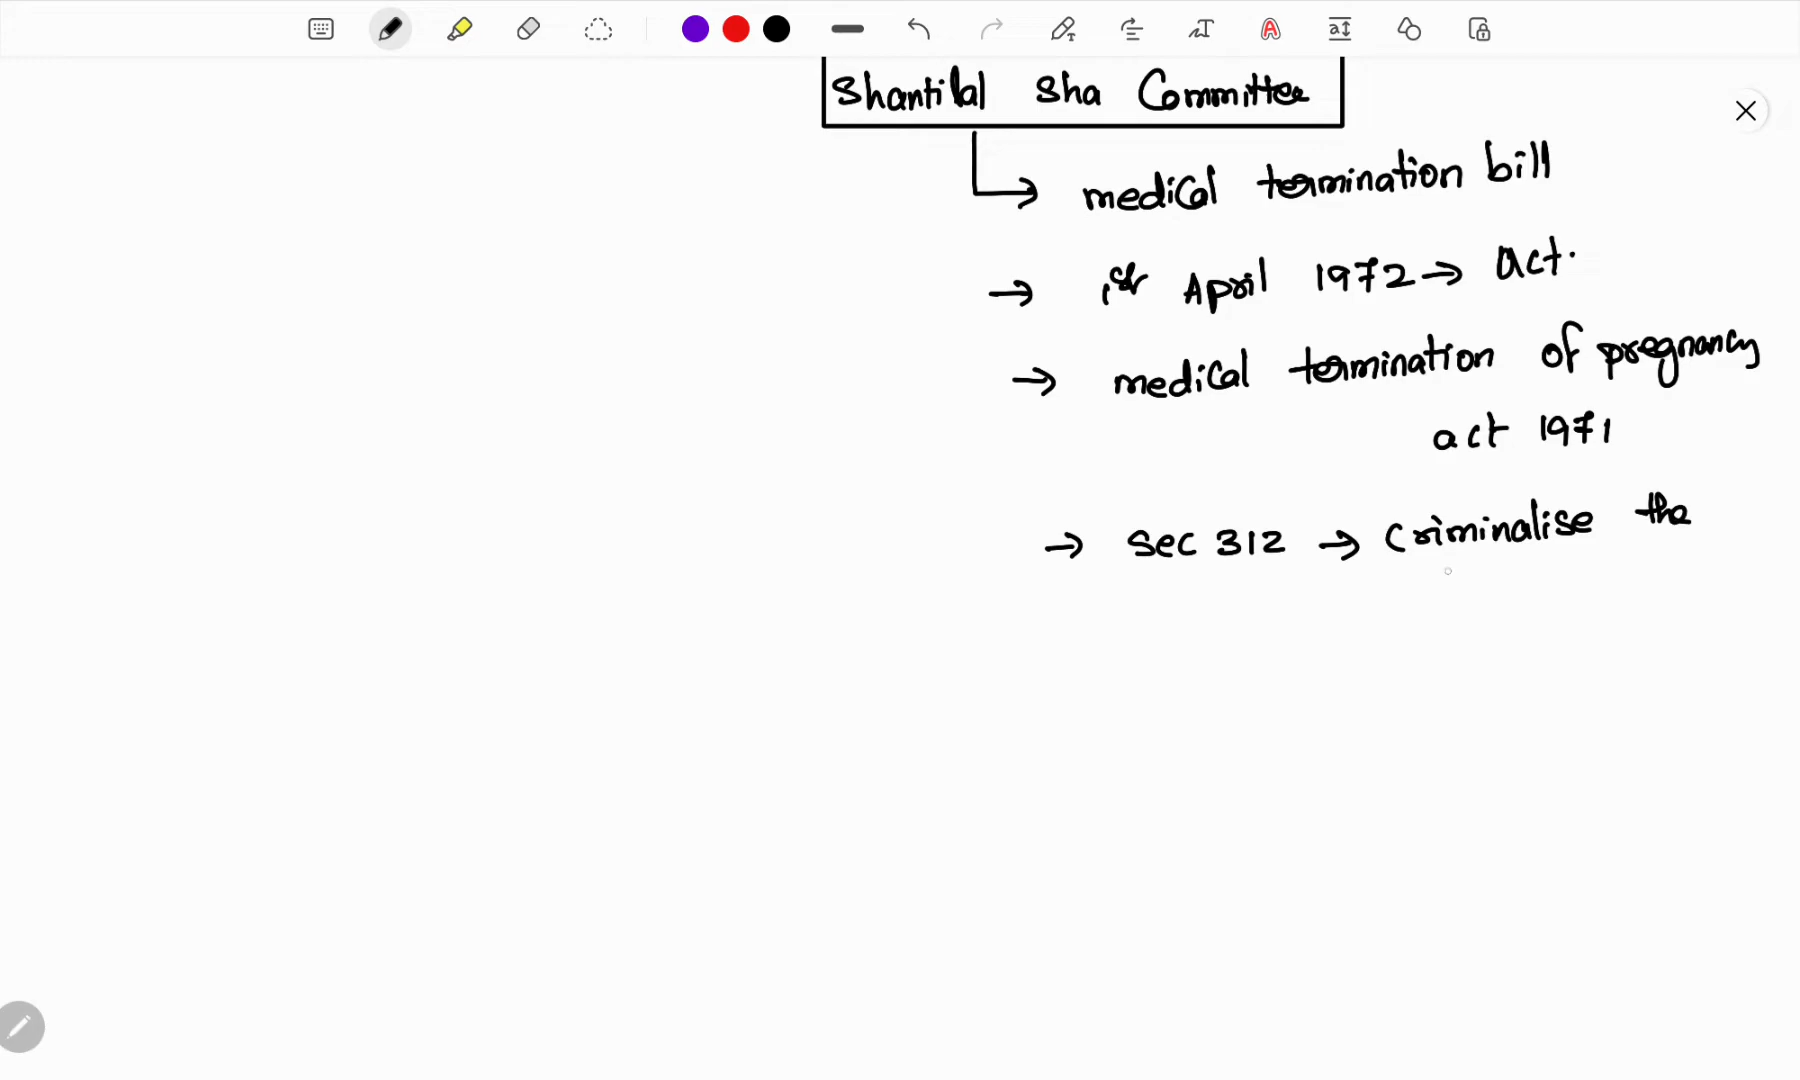 Shantilal Sha Committee
→ medical termination bill
→ 1st April 1972 → act.
→ medical termination of pregnancy
act 1971
→ Sec 312 → Criminalise the